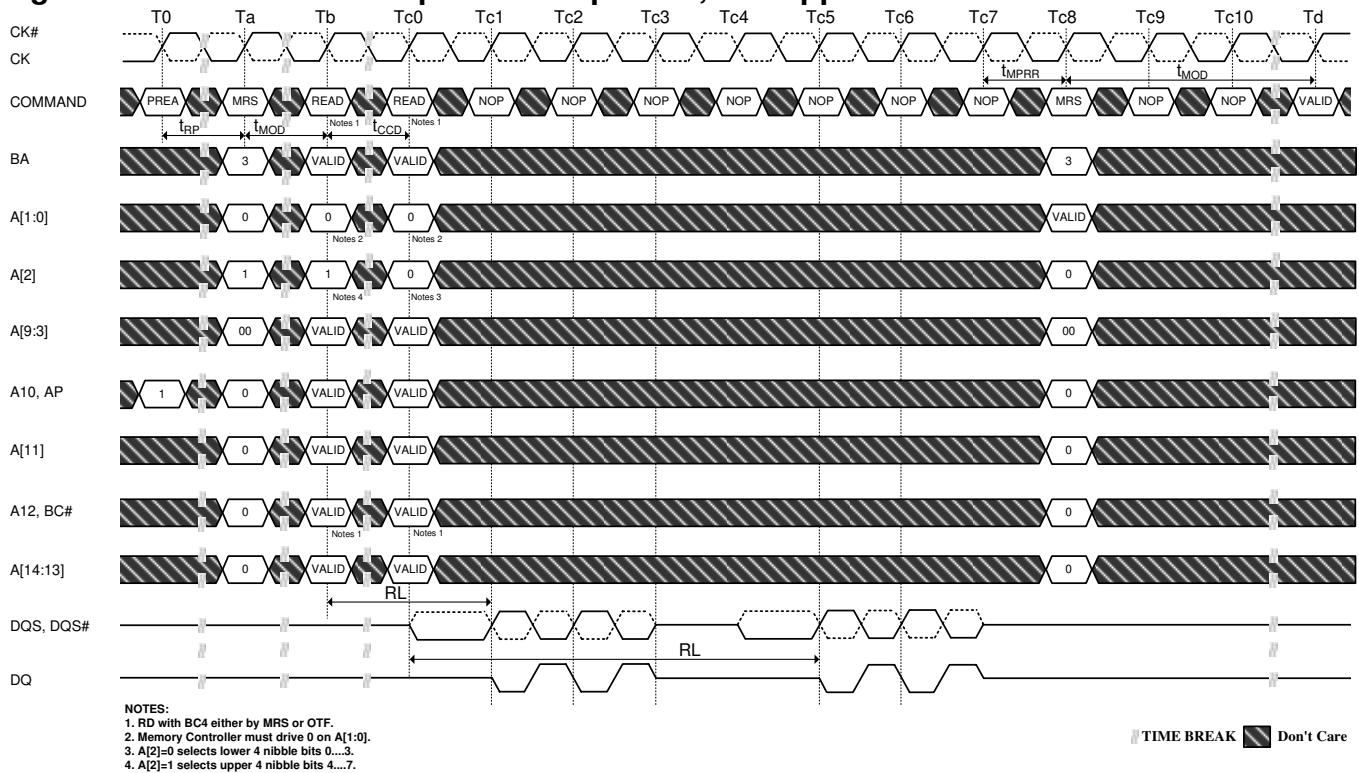 T0 Ta Tb Tc0 Tc1 Tc2 Tc3 Tc4 Tc5 Tc6 Tc7 Tc8 Tc9 Tc10 Td
CK#
CK
tMPRR tMOD
COMMAND PREA MRS READ READ NOP NOP NOP NOP NOP NOP NOP MRS NOP NOP VALID
Notes 1 Notes 1
tRP tMOD tCCD
BA 3 VALID VALID 3
A[1:0] 0 0 0 VALID
Notes 2 Notes 2
A[2] 1 1 0 0
Notes 4 Notes 3
A[9:3] 00 VALID VALID 00
A10, AP 1 0 VALID VALID 0
A[11] 0 VALID VALID 0
A12, BC# 0 VALID VALID 0
Notes 1 Notes 1
A[14:13] 0 VALID VALID 0
RL
DQS, DQS#
RL
DQ
NOTES:
1. RD with BC4 either by MRS or OTF.
2. Memory Controller must drive 0 on A[1:0].
3. A[2]=0 selects lower 4 nibble bits 0....3.
4. A[2]=1 selects upper 4 nibble bits 4....7.
TIME BREAK Don't Care